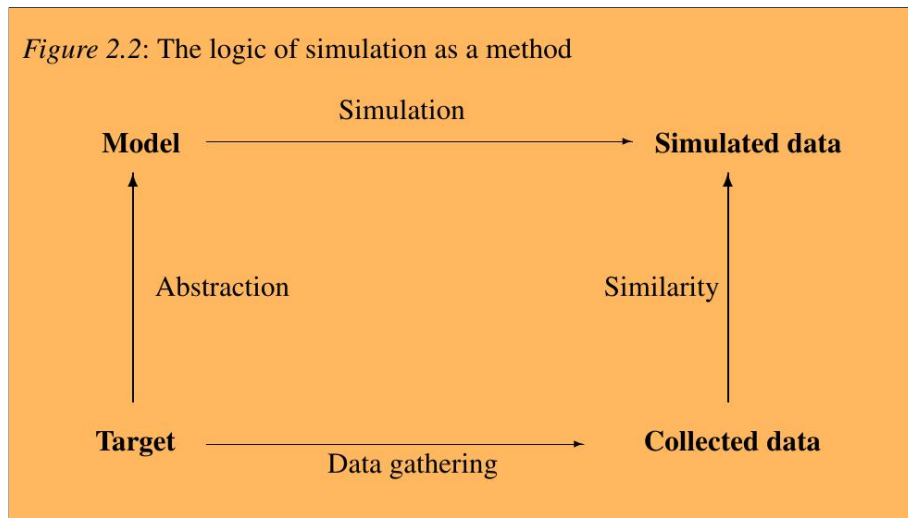 Figure 2.2: The logic of simulation as a method
Simulation
Model
Simulated data
Abstraction
Similarity
Target
Collected data
Data gathering